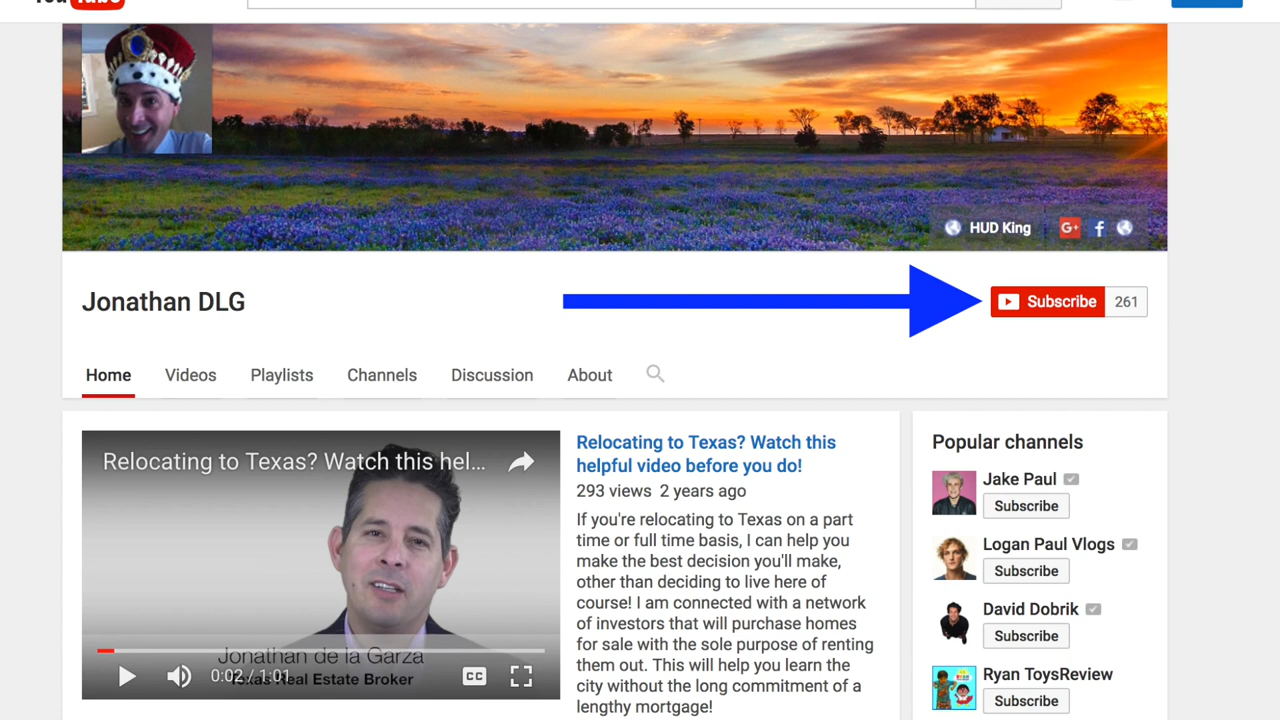 YouTube
HUD King
G+ f
Jonathan DLG
Subscribe 261
Home Videos Playlists Channels Discussion About
Relocating to Texas? Watch this hel...
Jonathan de la Garza
Texas Real Estate Broker
0:02 / 1:01
CC
Relocating to Texas? Watch this
helpful video before you do!
293 views 2 years ago
If you're relocating to Texas on a part
time or full time basis, I can help you
make the best decision you'll make,
other than deciding to live here of
course! I am connected with a network
of investors that will purchase homes
for sale with the sole purpose of renting
them out. This will help you learn the
city without the long commitment of a
lengthy mortgage!
Popular channels
Jake Paul
Subscribe
Logan Paul Vlogs
Subscribe
David Dobrik
Subscribe
Ryan ToysReview
Subscribe